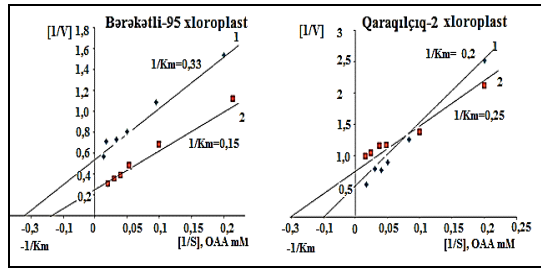 Bərəkətli-95 xloroplast
[1/V]
1,8
1,6
1,4
1,2
1,0
0,8
0,6
0,4
0,2
1
1/Km=0,33
2
1/Km=0,15
-0,3 -0,1 0 0,05 0,1 0,15 0,2
-1/Km
[1/S], OAA mM
Qaraqılçıq-2 xloroplast
[1/V]
3
2,5
2
1,5
1,0
0,5
1/Km= 0,2
1
2
1/Km=0,25
-0,3 -0,1 0 0,05 0,1 0,15 0,2 0,25
-1/Km
[1/S], OAA mM